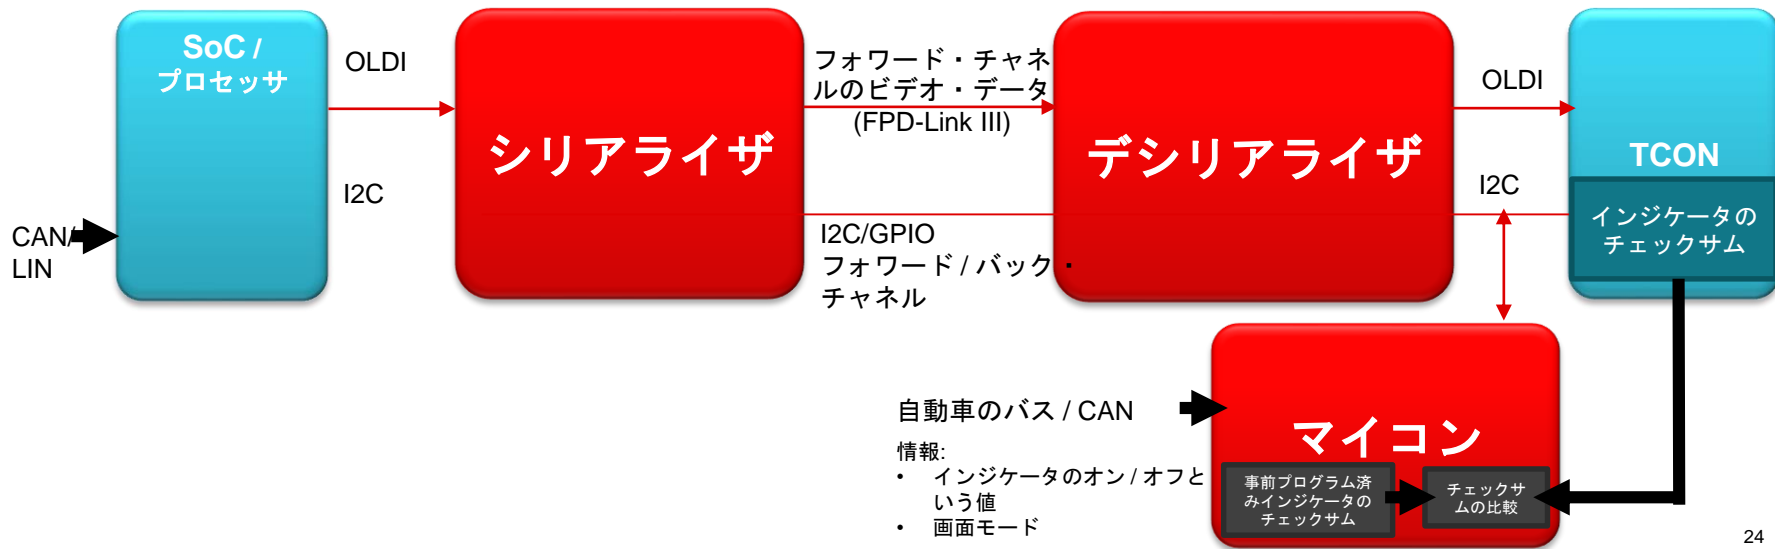 SoC /
プロセッサ
OLDI
I2C
CAN/
LIN
シリアライザ
フォワード・チャネ
ルのビデオ・データ
(FPD-Link III)
I2C/GPIO
フォワード / バック・
チャネル
デシリアライザ
OLDI
I2C
TCON
インジケータの
チェックサム
自動車のバス / CAN
情報:
• インジケータのオン / オフと
いう値
• 画面モード
マイコン
事前プログラム済
みインジケータの
チェックサム
チェックサ
ムの比較
24